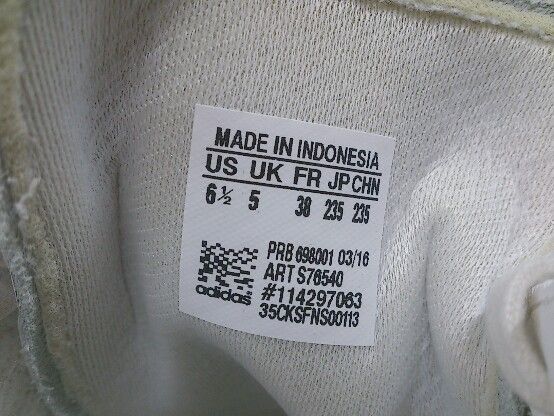 MADE IN INDONESIA
US UK FR JP CHN
6½ 5 38 235 235
PRB 698001 03/16
ART S76540
#114297063
adidas
35CKSFNS00113